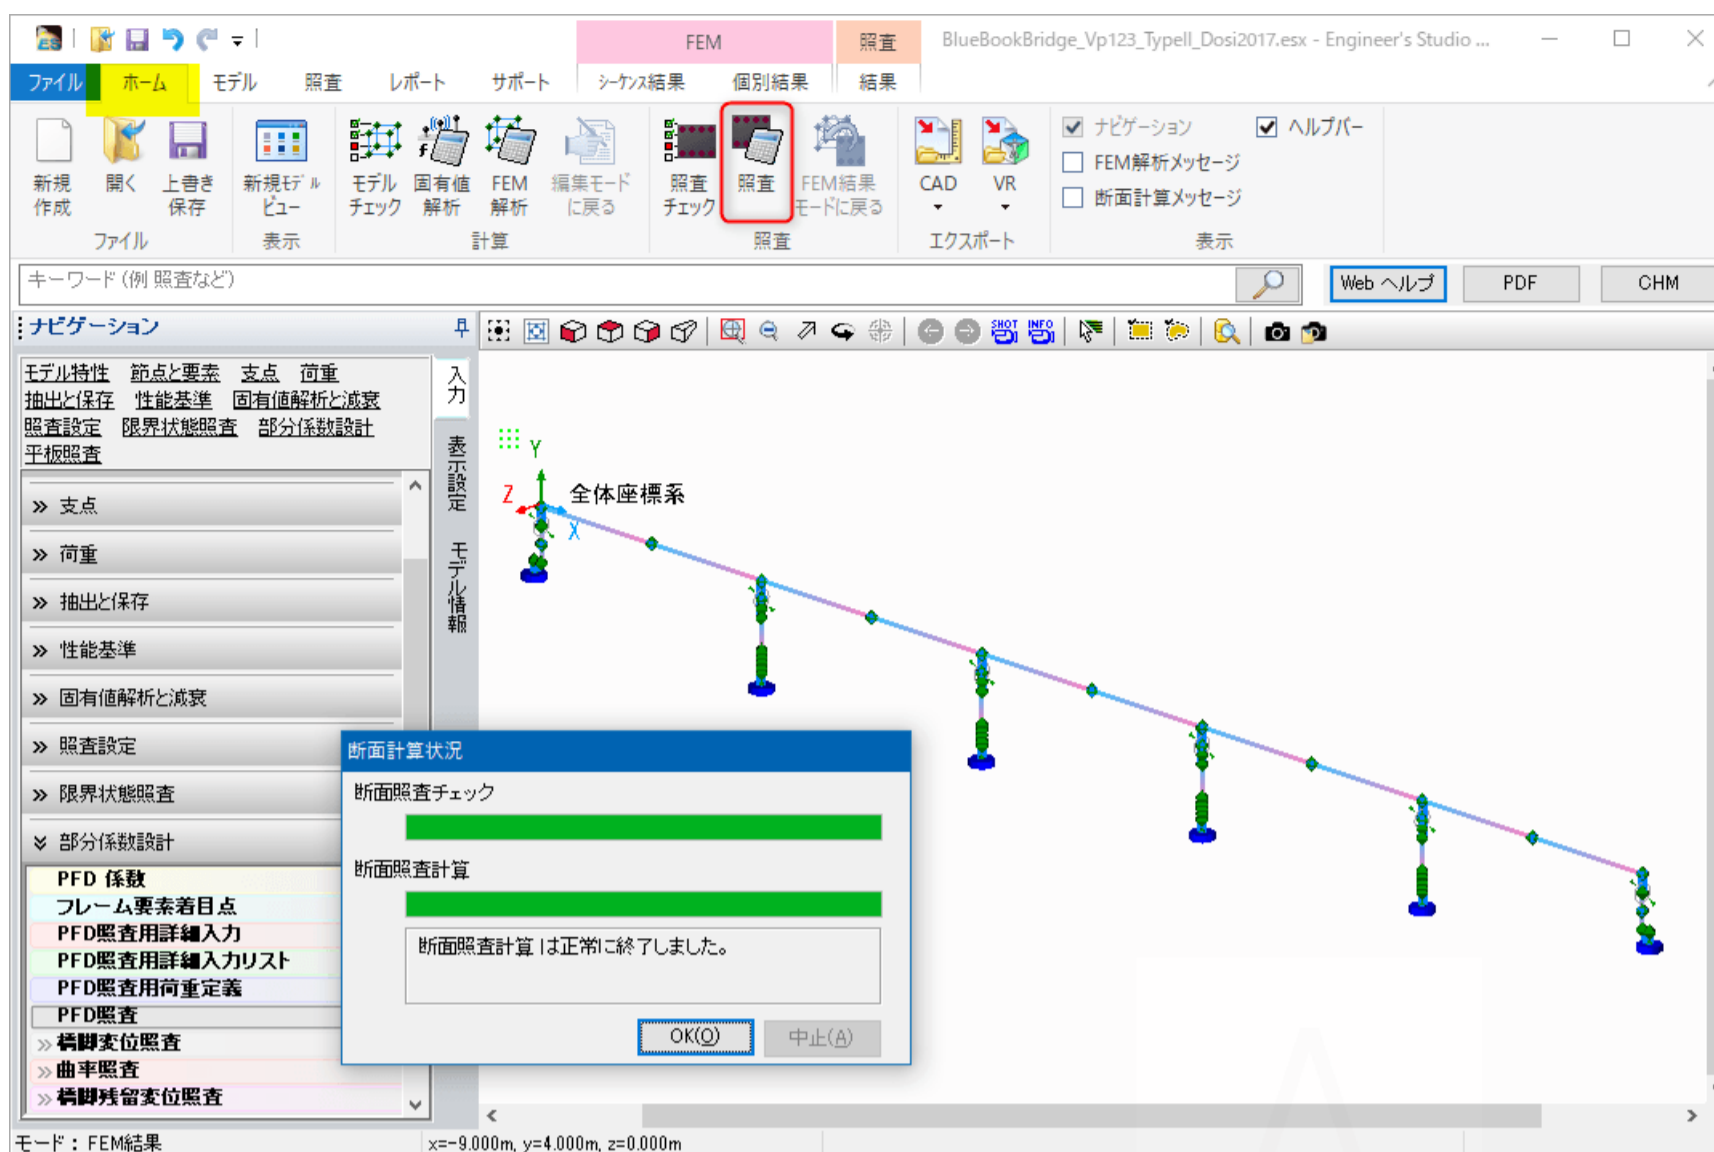 ES
FEM
照査
BlueBookBridge_Vp123_TypeII_Dosi2017.esx - Engineer's Studio ...
ファイル
ホーム
モデル
照査
レポート
サポート
シーケンス結果
個別結果
結果
新規作成
開く
上書き保存
新規モデルビュー
モデルチェック
固有値解析
FEM解析
編集モードに戻る
照査チェック
照査
FEM結果モードに戻る
CAD
VR
ナビゲーション
ヘルプバー
FEM解析メッセージ
断面計算メッセージ
ファイル
表示
計算
照査
エクスポート
表示
キーワード (例 照査など)
Web ヘルプ
PDF
CHM
ナビゲーション
SHOT
INFO
モデル特性 節点と要素 支点 荷重
抽出と保存 性能基準 固有値解析と減衰
照査設定 限界状態照査 部分係数設計
平板照査
入力
表示設定
モデル情報
» 支点
» 荷重
» 抽出と保存
» 性能基準
» 固有値解析と減衰
» 照査設定
» 限界状態照査
部分係数設計
PFD 係数
フレーム要素着目点
PFD照査用詳細入力
PFD照査用詳細入力リスト
PFD照査用荷重定義
PFD照査
» 橋脚変位照査
» 曲率照査
» 橋脚残留変位照査
Y
Z
X
全体座標系
断面計算状況
断面照査チェック
断面照査計算
断面照査計算 は正常に終了しました。
OK(O)
中止(A)
モード： FEM結果
x=-9.000m, y=4.000m, z=0.000m